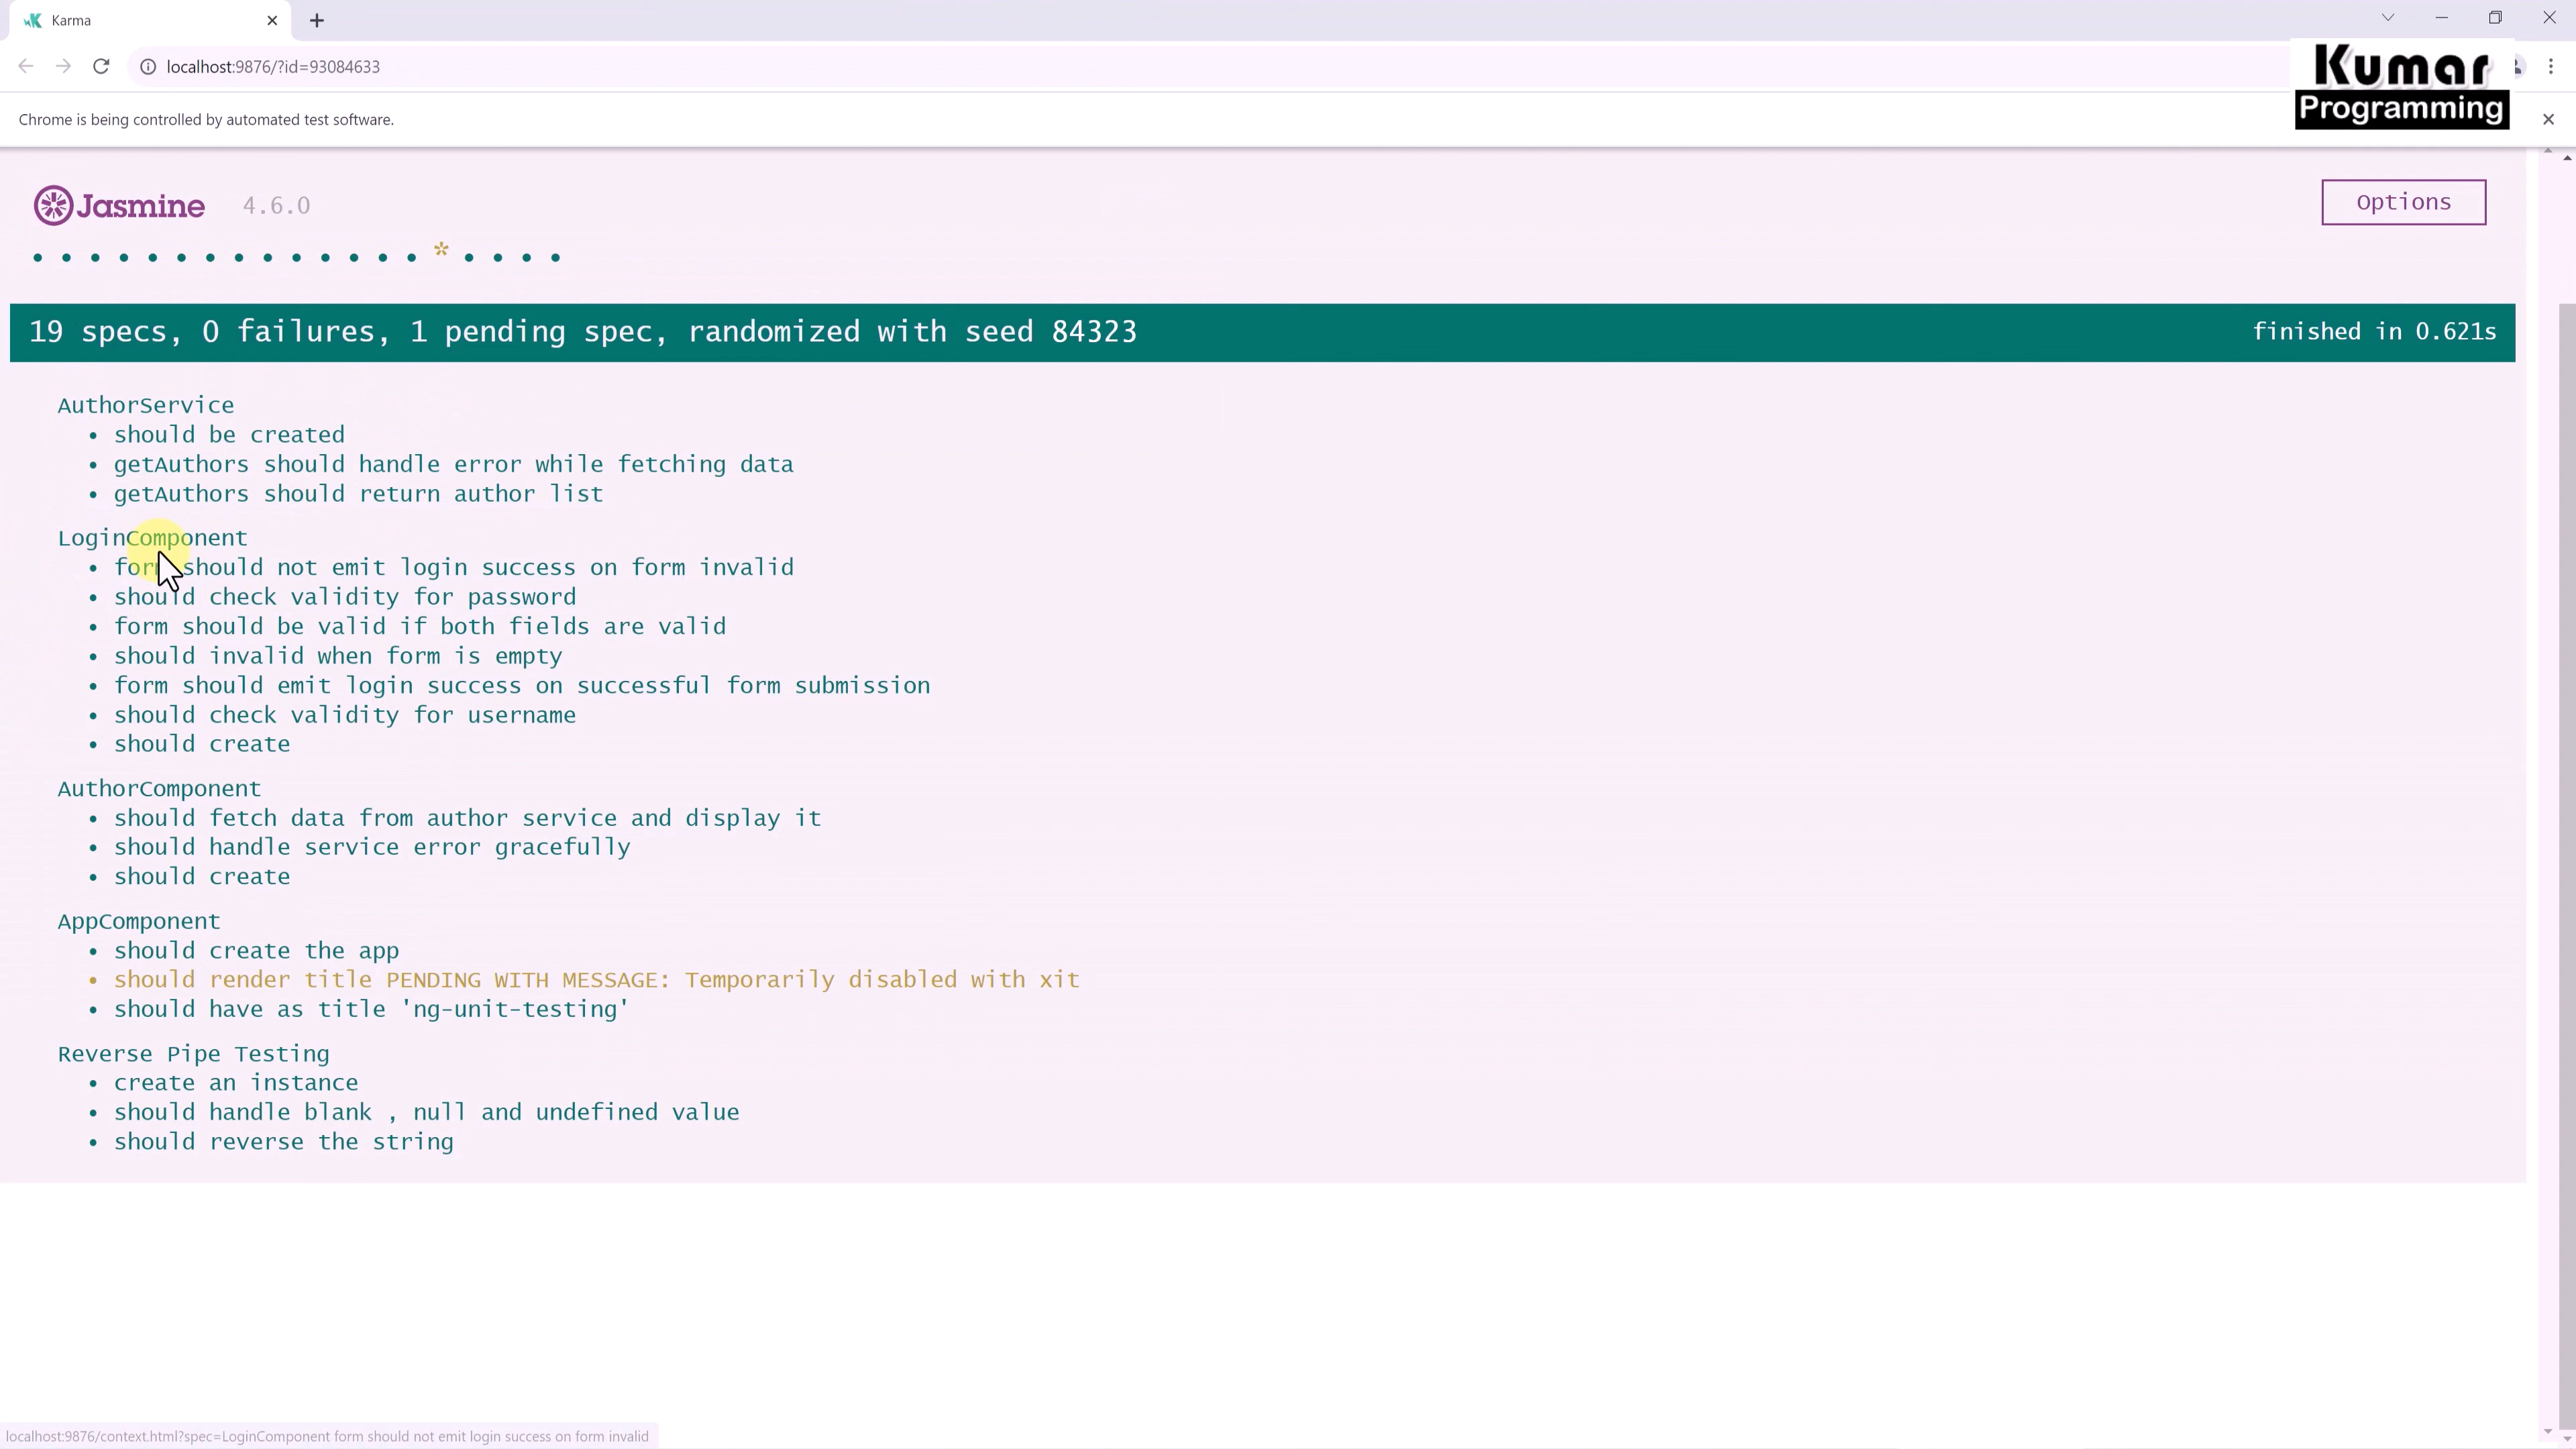 Karma
localhost:9876/?id=93084633
Kumar
Programming
Chrome is being controlled by automated test software.
Jasmine 4.6.0
Options
• • • • • • • • • • • • • • * • • • •
19 specs, 0 failures, 1 pending spec, randomized with seed 84323
finished in 0.621s
AuthorService
• should be created
• getAuthors should handle error while fetching data
• getAuthors should return author list
LoginComponent
• form should not emit login success on form invalid
• should check validity for password
• form should be valid if both fields are valid
• should invalid when form is empty
• form should emit login success on successful form submission
• should check validity for username
• should create
AuthorComponent
• should fetch data from author service and display it
• should handle service error gracefully
• should create
AppComponent
• should create the app
• should render title PENDING WITH MESSAGE: Temporarily disabled with xit
• should have as title 'ng-unit-testing'
Reverse Pipe Testing
• create an instance
• should handle blank , null and undefined value
• should reverse the string
localhost:9876/context.html?spec=LoginComponent form should not emit login success on form invalid